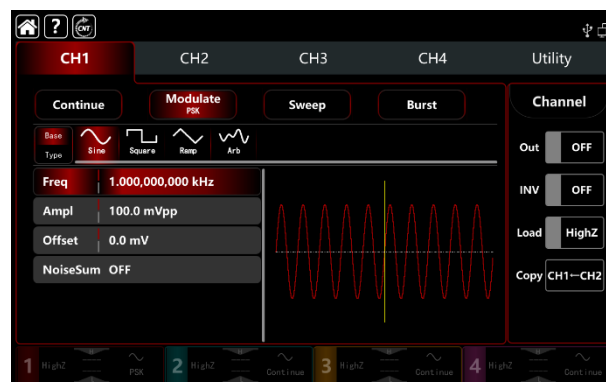 ? CNT
CH1 CH2 CH3 CH4 Utility
Continue Modulate Sweep Burst Channel
PSK
Base
Type Sine Square Ramp Arb
Out OFF
Freq 1.000,000,000 kHz
INV OFF
Ampl 100.0 mVpp
Offset 0.0 mV
Load HighZ
NoiseSum OFF
Copy CH1←CH2
1 HighZ PSK 2 HighZ Continue 3 HighZ Continue 4 HighZ Continue